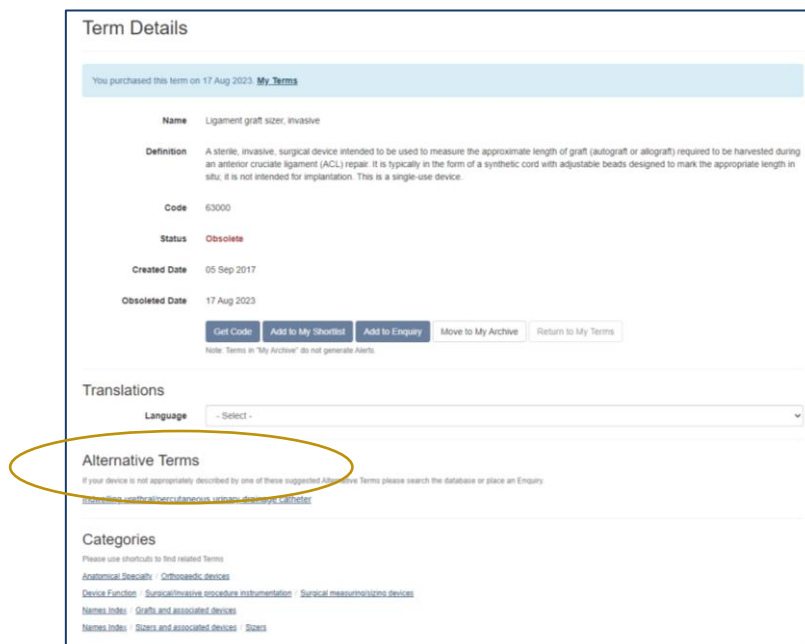 Term Details
You purchased this term on 17 Aug 2023. My Terms
Name Ligament graft sizer, invasive
Definition A sterile, invasive, surgical device intended to be used to measure the approximate length of graft (autograft or allograft) required to be harvested during
an anterior cruciate ligament (ACL) repair. It is typically in the form of a synthetic cord with adjustable beads designed to mark the appropriate length in
situ; it is not intended for implantation. This is a single-use device.
Code 63000
Status Obsolete
Created Date 05 Sep 2017
Obsoleted Date 17 Aug 2023
Get Code Add to My Shortlist Add to Enquiry Move to My Archive Return to My Terms
Note: Terms in "My Archive" do not generate Alerts.
Translations
Language - Select -
Alternative Terms
If your device is not appropriately described by one of these suggested Alternative Terms please search the database or place an Enquiry
Indwelling urethral/percutaneous urinary drainage catheter
Categories
Please use shortcuts to find related Terms
Anatomical Specialty / Orthopaedic devices
Device Function / Surgical/invasive procedure instrumentation / Surgical measuring/sizing devices
Names Index / Grafts and associated devices
Names Index / Sizers and associated devices / Sizers